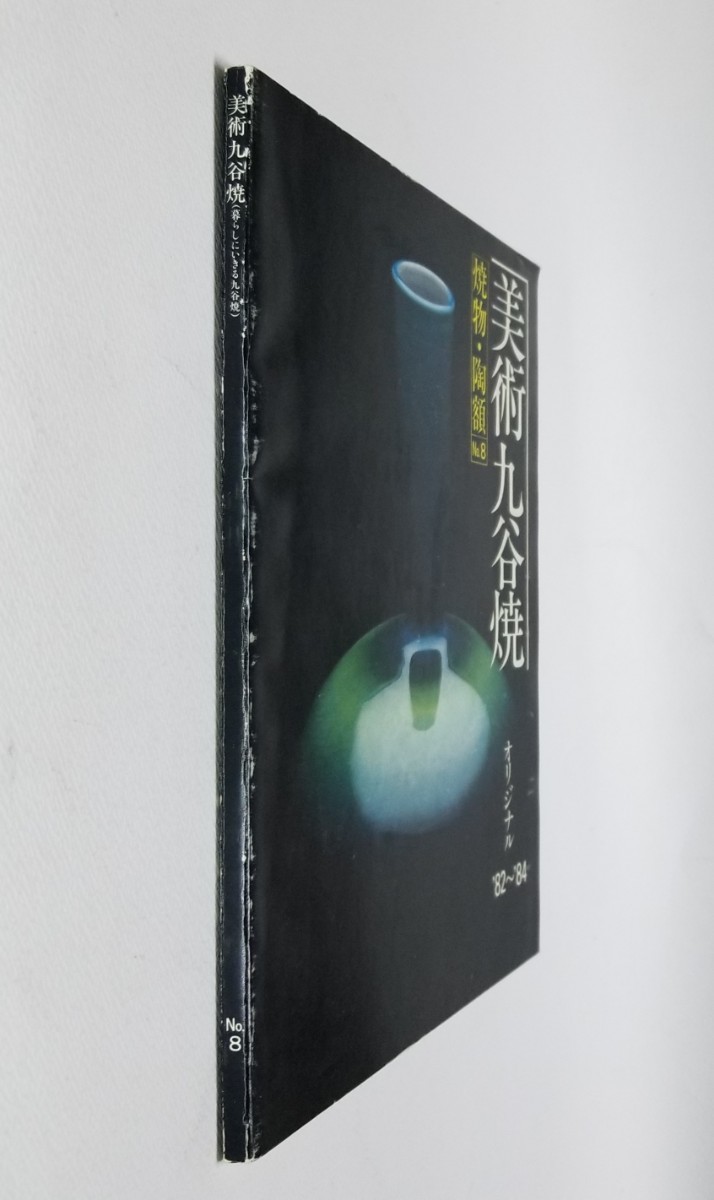 美術九谷焼(暮らしにいきる九谷焼)
No.
8
美術九谷焼
焼物・陶額 No.8
オリジナル
'82〜'84